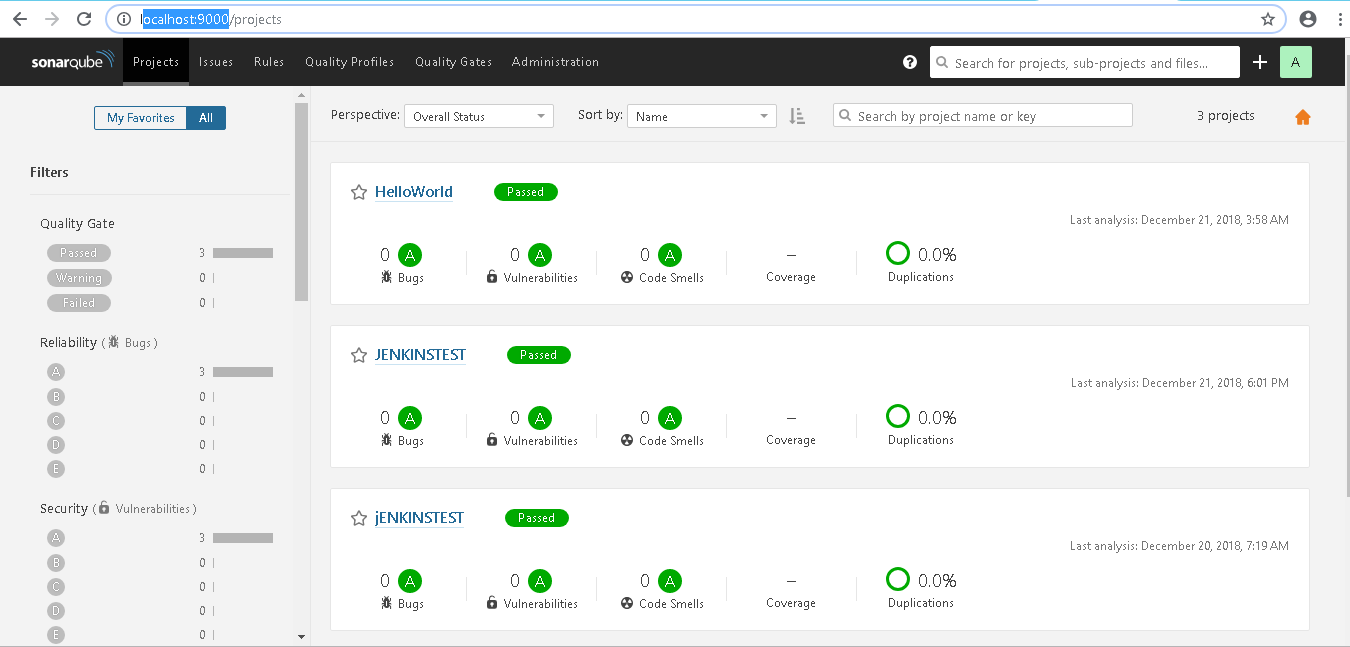 localhost:9000/projects
sonarqube Projects Issues Rules Quality Profiles Quality Gates Administration ? Search for projects, sub-projects and files... + A
My Favorites All
Perspective: Overall Status Sort by: Name Search by project name or key 3 projects
Filters
Quality Gate
Passed 3
Warning 0
Failed 0
Reliability ( Bugs )
A 3
B 0
C 0
D 0
E 0
Security ( Vulnerabilities )
A 3
B 0
C 0
D 0
E 0
HelloWorld Passed
Last analysis: December 21, 2018, 3:58 AM
0 A 0 A 0 A – 0.0%
Bugs Vulnerabilities Code Smells Coverage Duplications
JENKINSTEST Passed
Last analysis: December 21, 2018, 6:01 PM
0 A 0 A 0 A – 0.0%
Bugs Vulnerabilities Code Smells Coverage Duplications
jENKINSTEST Passed
Last analysis: December 20, 2018, 7:19 AM
0 A 0 A 0 A – 0.0%
Bugs Vulnerabilities Code Smells Coverage Duplications